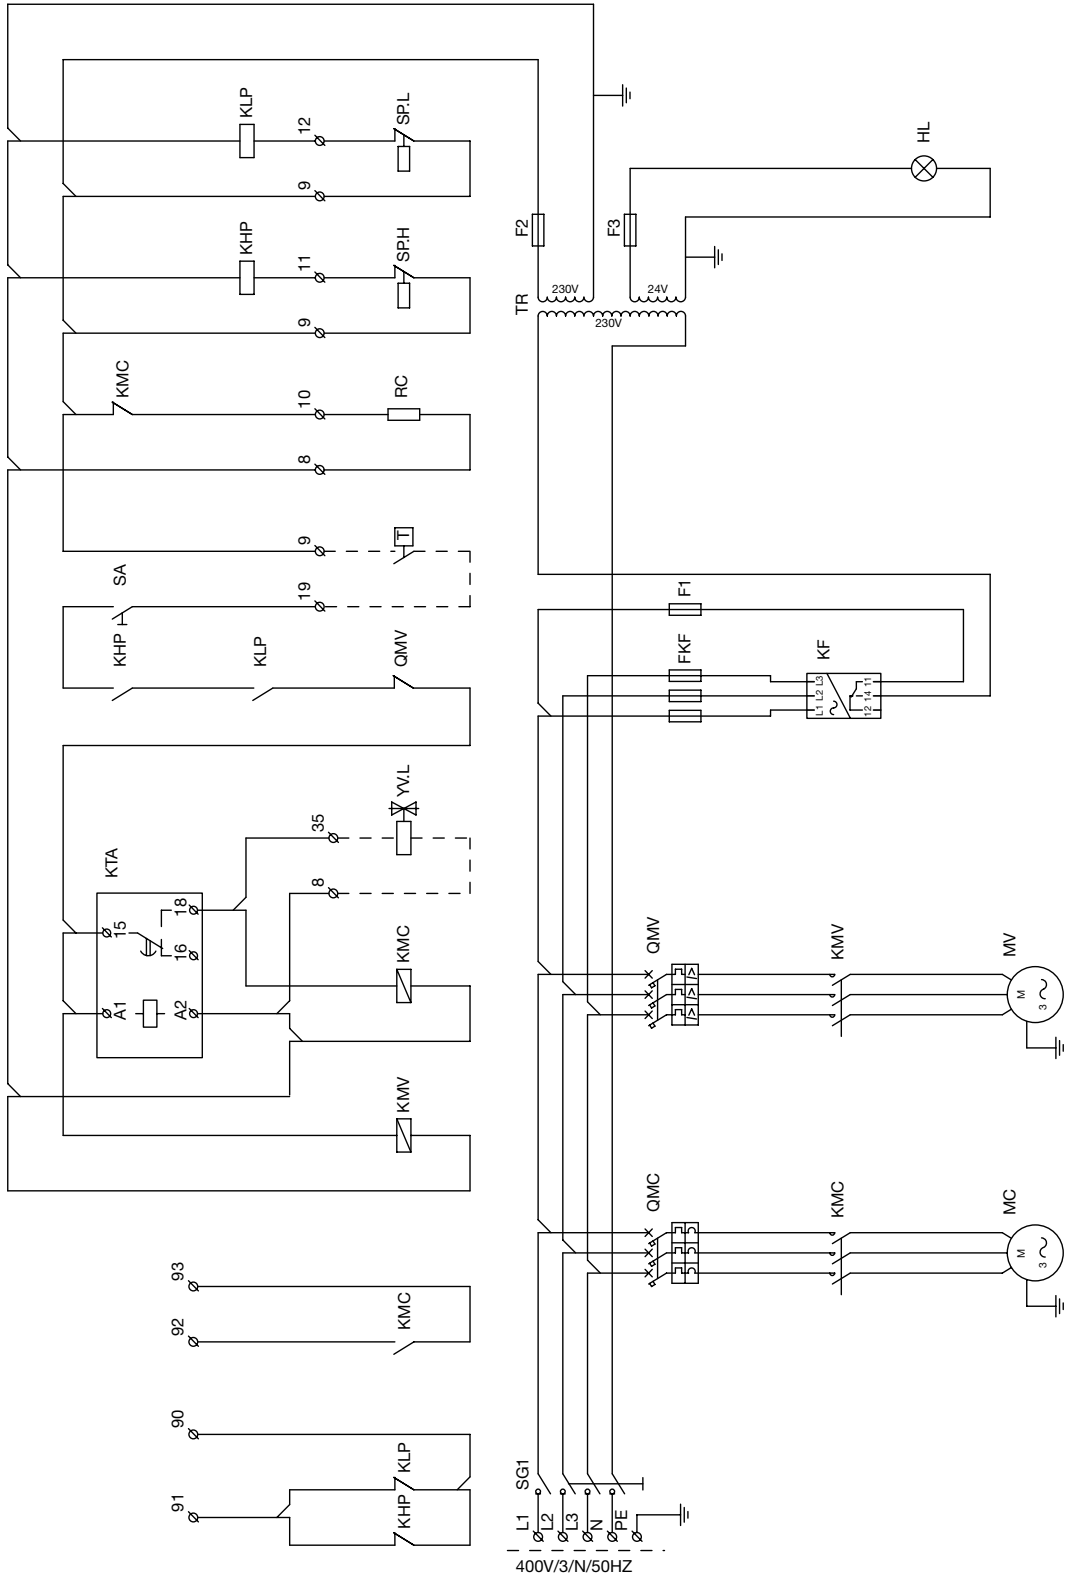 KLP
12
SP.L
9
KHP
11
SP.H
9
KMC
10
RC
8
9
T
SA
19
KHP
KLP
QMV
KTA
15
18
16
A1
A2
35
YV.L
8
KMC
KMV
93
92
KMC
90
91
KLP
KHP
HL
F2
F3
TR
230V
24V
230V
F1
FKF
KF
L1 L2 L3
12 14 11
QMV
KMV
MV
M
3
QMC
KMC
MC
M
3
SG1
L1
L2
L3
N
PE
400V/3/N/50HZ